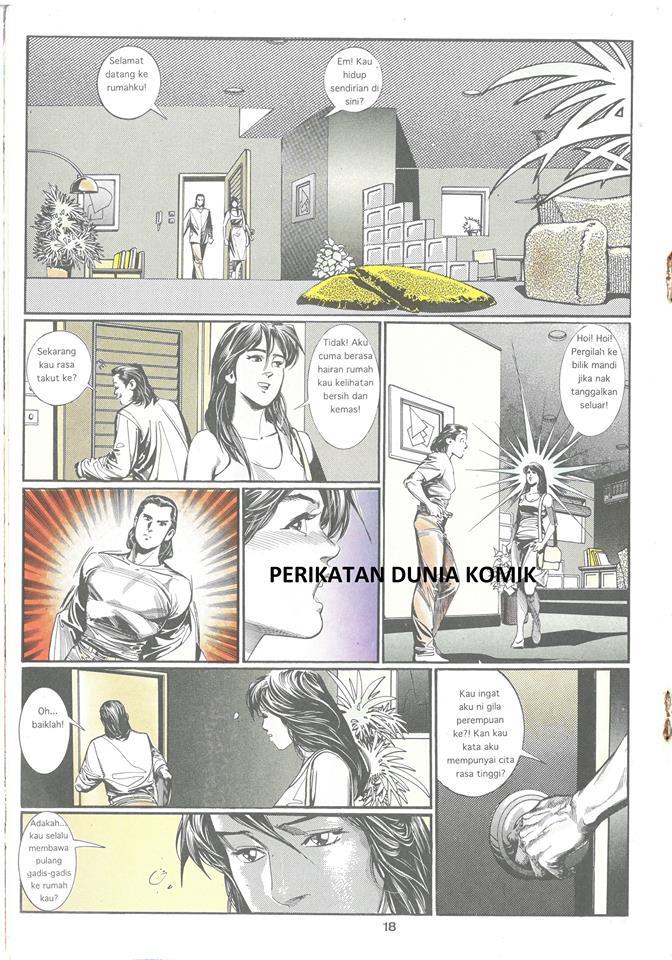 Selamat
datang ke
rumahku!
Em! Kau
hidup
sendirian di
sini?
Sekarang
kau rasa
takut ke?
Tidak! Aku
cuma berasa
hairan rumah
kau kelihatan
bersih dan
kemas!
Hoi! Hoi!
Pergilah ke
bilik mandi
jika nak
tanggalkan
seluar!
PERIKATAN DUNIA KOMIK
Oh...
baiklah!
Kau ingat
aku ni gila
perempuan
ke?! Kan kau
kata aku
mempunyai cita
rasa tinggi?
Adakah...
kau selalu
membawa
pulang
gadis-gadis
ke rumah
kau?
18